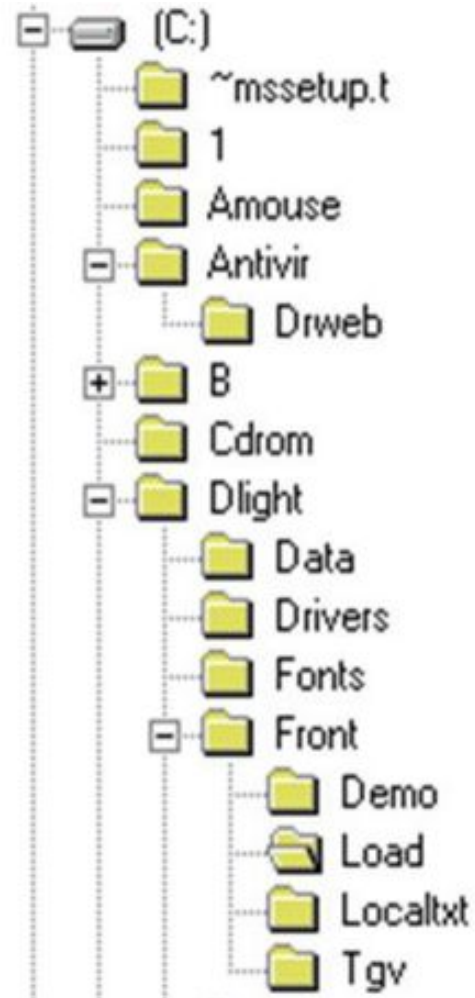 (C:)
~mssetup.t
1
Amouse
Antivir
Drweb
B
Cdrom
Dlight
Data
Drivers
Fonts
Front
Demo
Load
Localtxt
Tgv